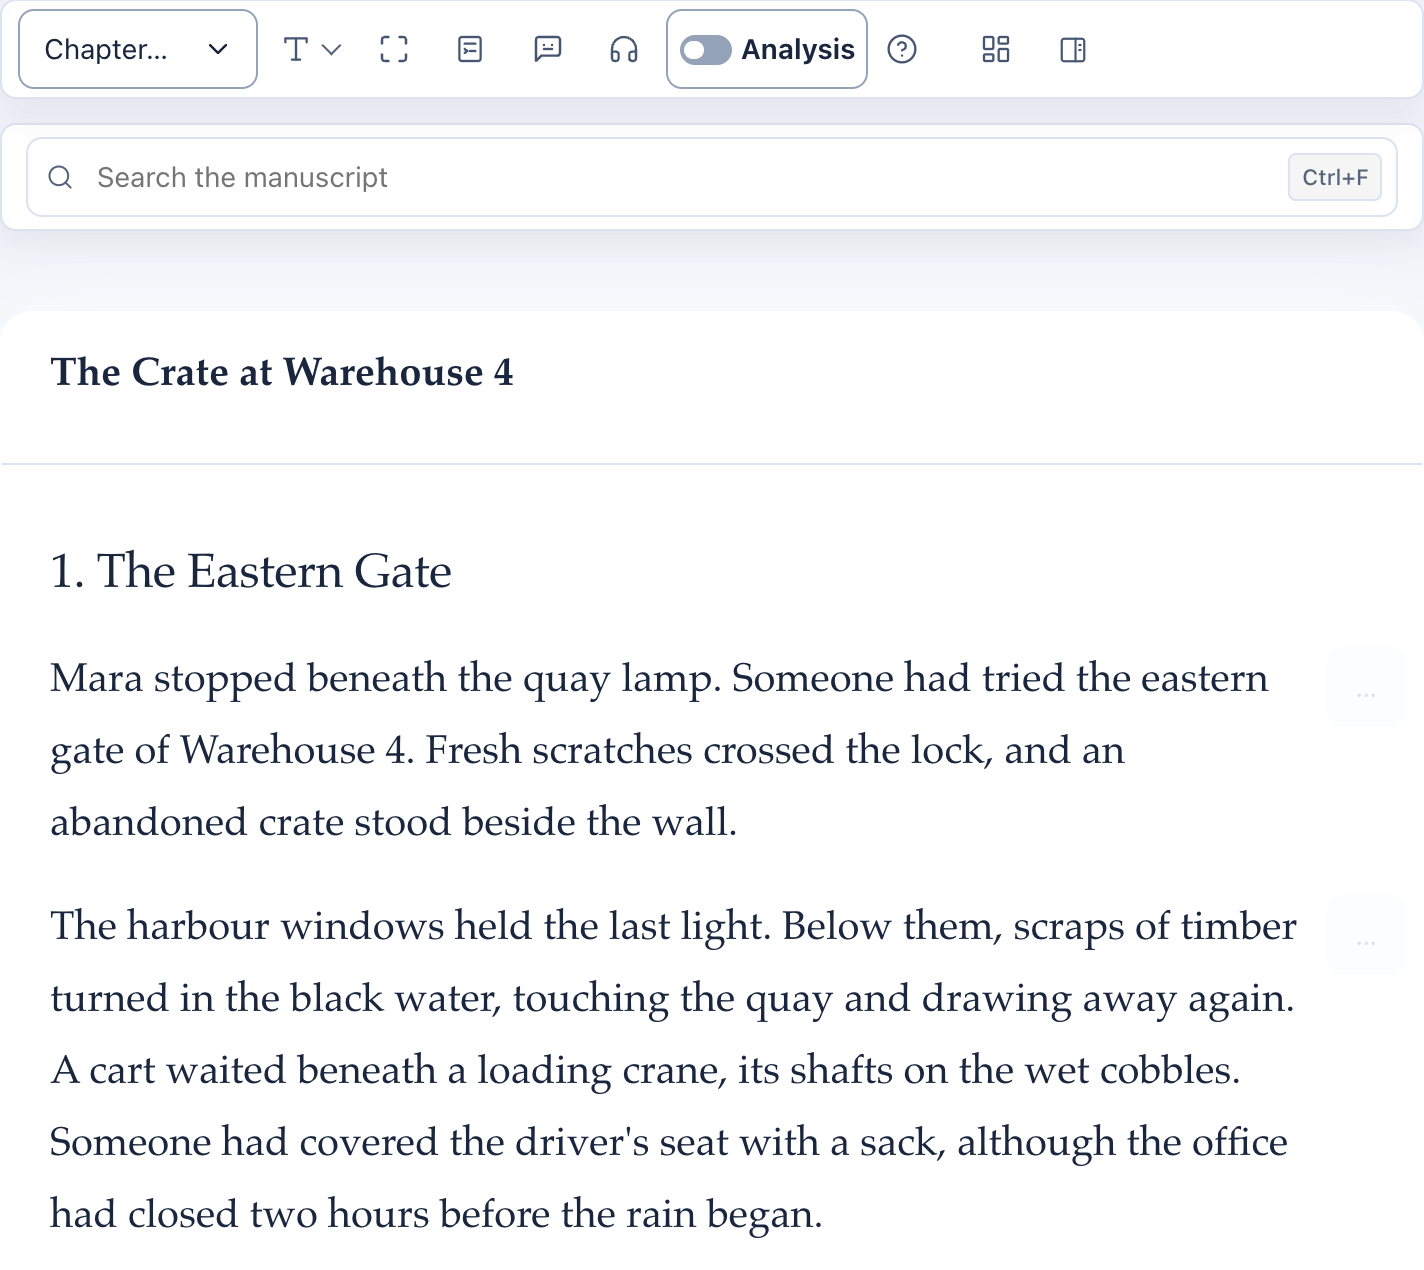 Chapter...
Analysis
Search the manuscript
Ctrl+F
The Crate at Warehouse 4
1. The Eastern Gate
Mara stopped beneath the quay lamp. Someone had tried the eastern
...
gate of Warehouse 4. Fresh scratches crossed the lock, and an
abandoned crate stood beside the wall.
The harbour windows held the last light. Below them, scraps of timber
...
turned in the black water, touching the quay and drawing away again.
A cart waited beneath a loading crane, its shafts on the wet cobbles.
Someone had covered the driver's seat with a sack, although the office
had closed two hours before the rain began.